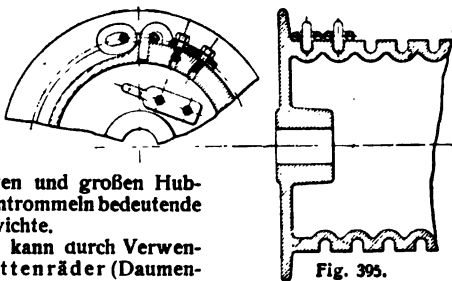 en und großen Hub-
ntrommeln bedeutende
vichte.
kann durch Verwen-
ttenräder (Daumen-
Fig. 395.